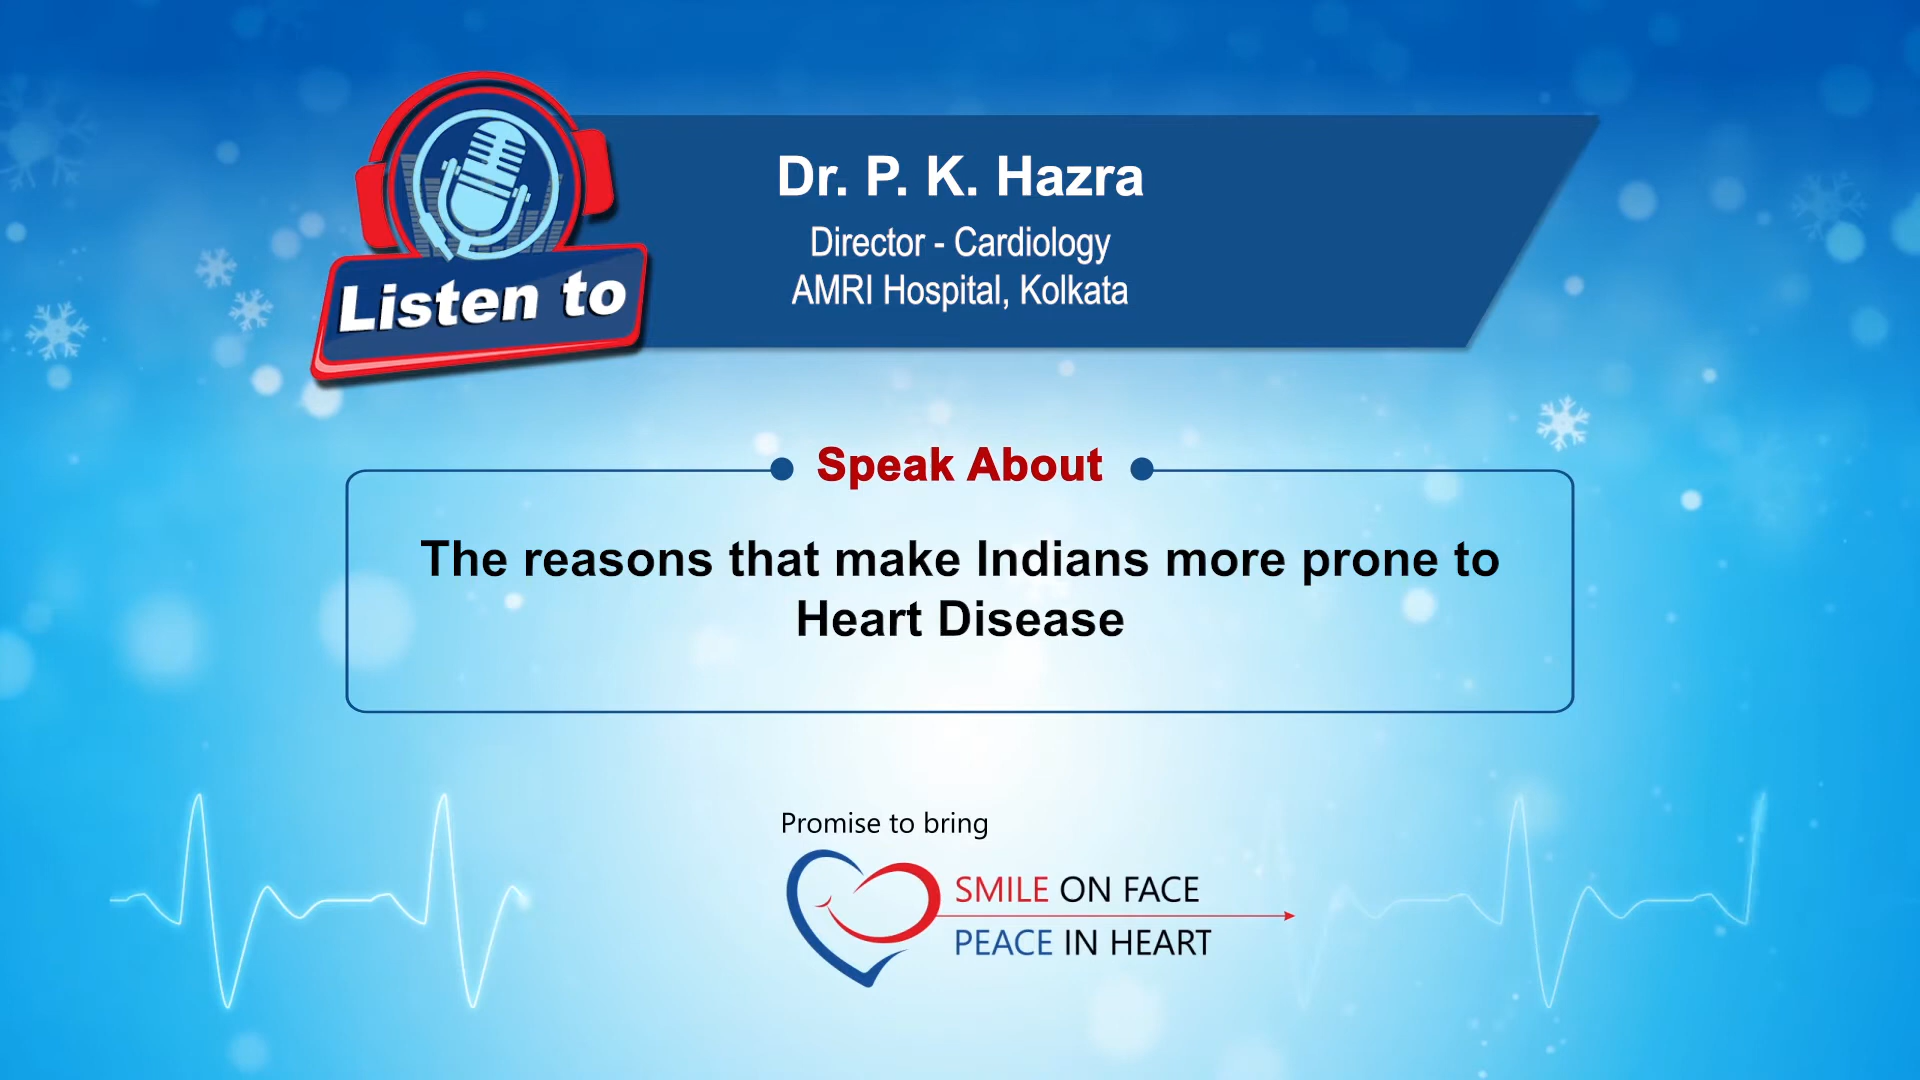 Listen to
Dr. P. K. Hazra
Director - Cardiology
AMRI Hospital, Kolkata
Speak About
The reasons that make Indians more prone to
Heart Disease
Promise to bring
SMILE ON FACE
PEACE IN HEART